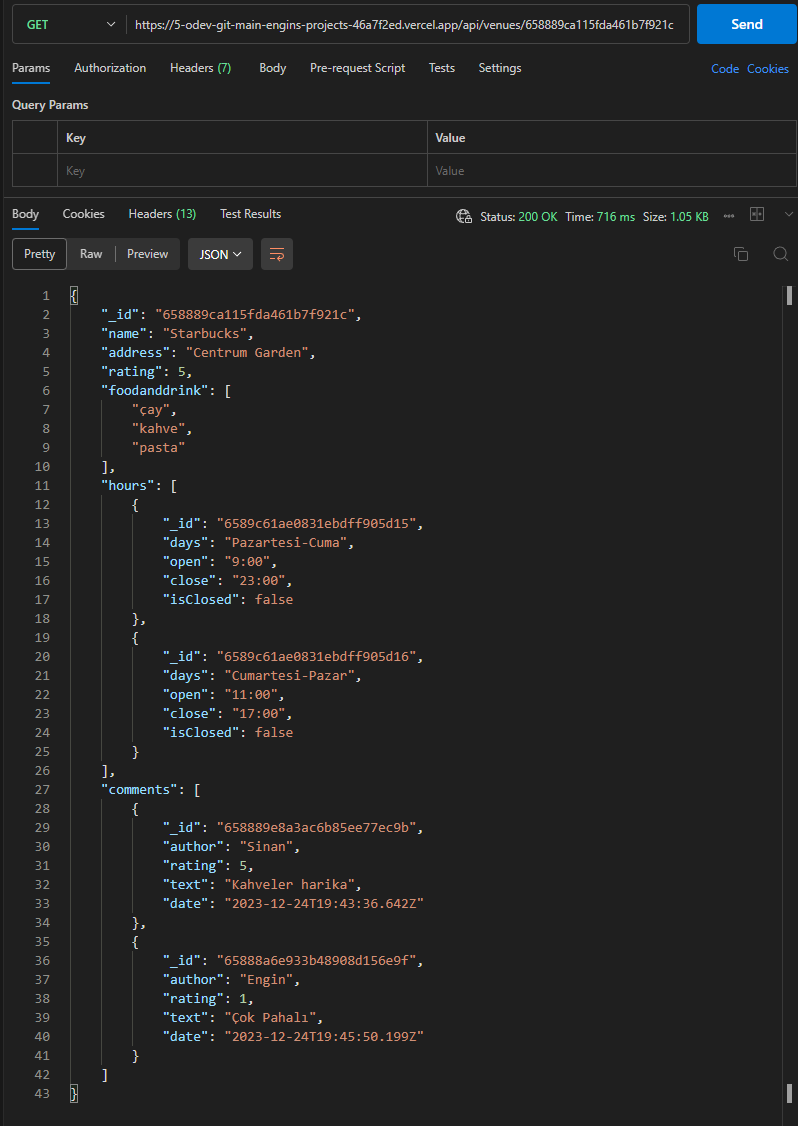 GET https://5-odev-git-main-engins-projects-46a7f2ed.vercel.app/api/venues/658889ca115fda461b7f921c Send
Params Authorization Headers (7) Body Pre-request Script Tests Settings Code Cookies
Query Params
Key Value
Key Value
Body Cookies Headers (13) Test Results Status: 200 OK Time: 716 ms Size: 1.05 KB
Pretty Raw Preview JSON
1 {
2 "_id": "658889ca115fda461b7f921c",
3 "name": "Starbucks",
4 "address": "Centrum Garden",
5 "rating": 5,
6 "foodanddrink": [
7 "çay",
8 "kahve",
9 "pasta"
10 ],
11 "hours": [
12 {
13 "_id": "6589c61ae0831ebdff905d15",
14 "days": "Pazartesi-Cuma",
15 "open": "9:00",
16 "close": "23:00",
17 "isClosed": false
18 },
19 {
20 "_id": "6589c61ae0831ebdff905d16",
21 "days": "Cumartesi-Pazar",
22 "open": "11:00",
23 "close": "17:00",
24 "isClosed": false
25 }
26 ],
27 "comments": [
28 {
29 "_id": "658889e8a3ac6b85ee77ec9b",
30 "author": "Sinan",
31 "rating": 5,
32 "text": "Kahveler harika",
33 "date": "2023-12-24T19:43:36.642Z"
34 },
35 {
36 "_id": "65888a6e933b48908d156e9f",
37 "author": "Engin",
38 "rating": 1,
39 "text": "Çok Pahalı",
40 "date": "2023-12-24T19:45:50.199Z"
41 }
42 ]
43 }